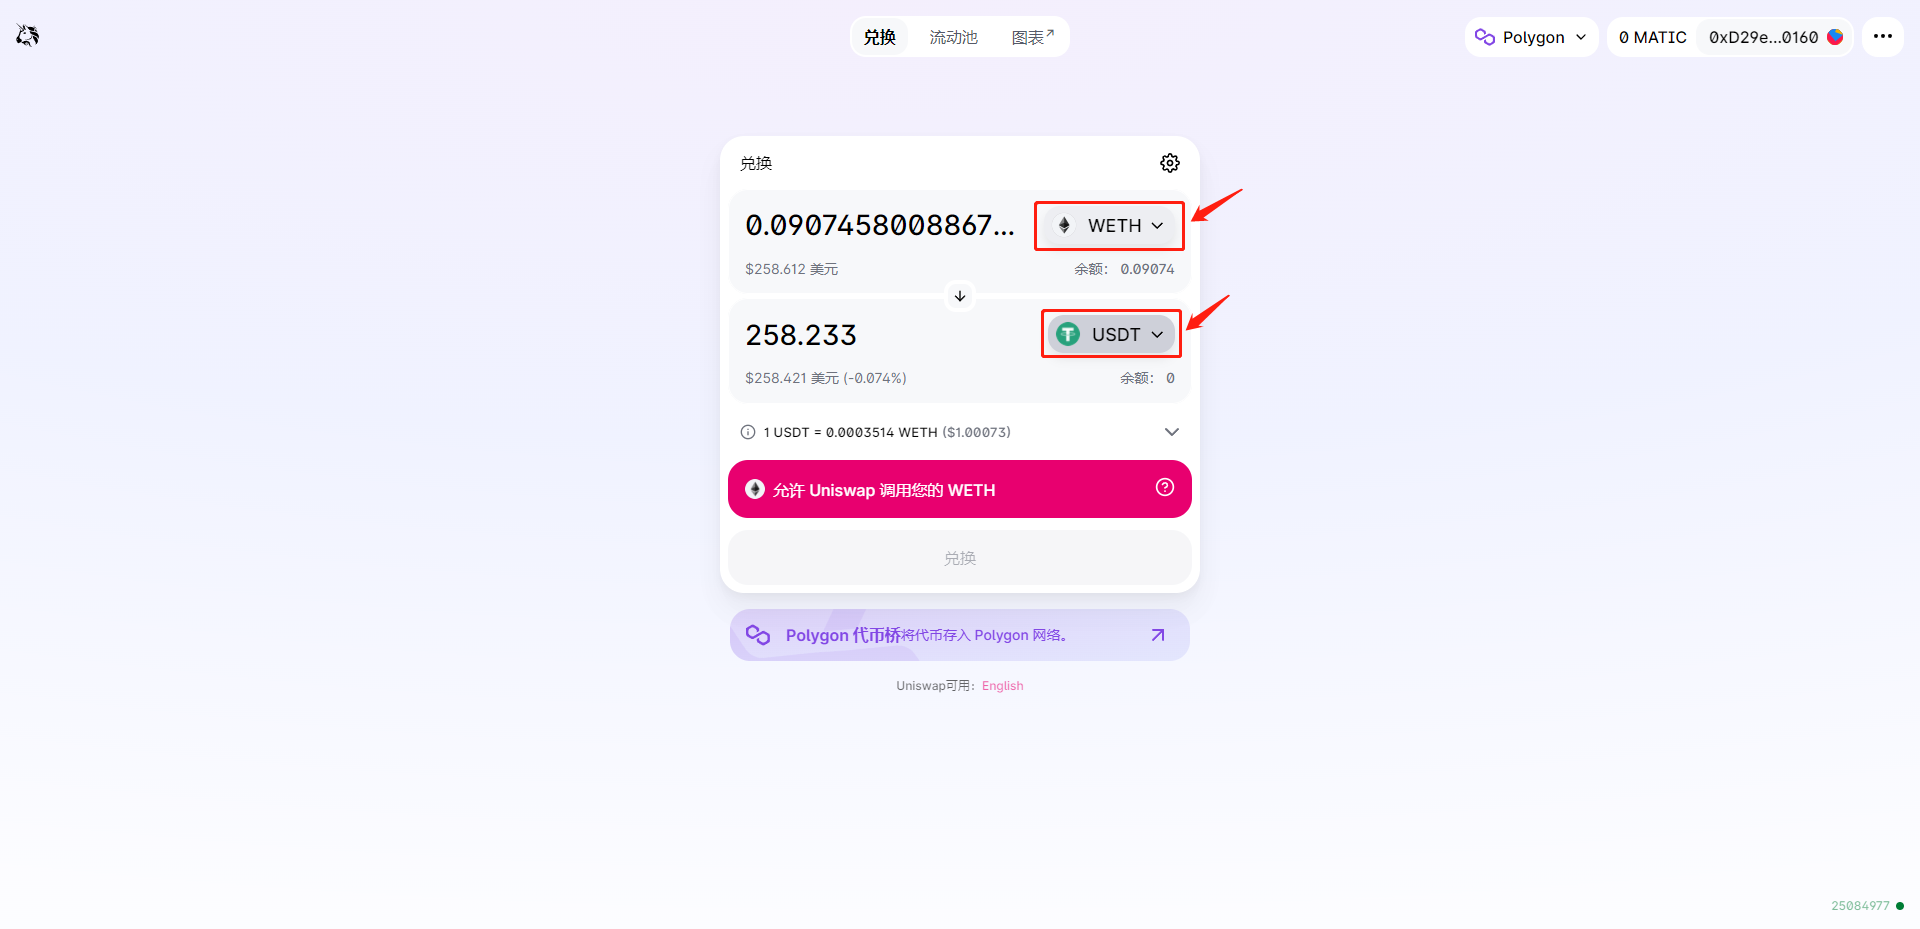 兑换
流动池
图表↗
Polygon
0 MATIC
0xD29e...0160
兑换
0.0907458008867...
WETH
$258.612 美元
余额： 0.09074
258.233
USDT
$258.421 美元 (-0.074%)
余额： 0
1 USDT = 0.0003514 WETH ($1.00073)
允许 Uniswap 调用您的 WETH
兑换
Polygon 代币桥将代币存入 Polygon 网络。
Uniswap可用： English
25084977